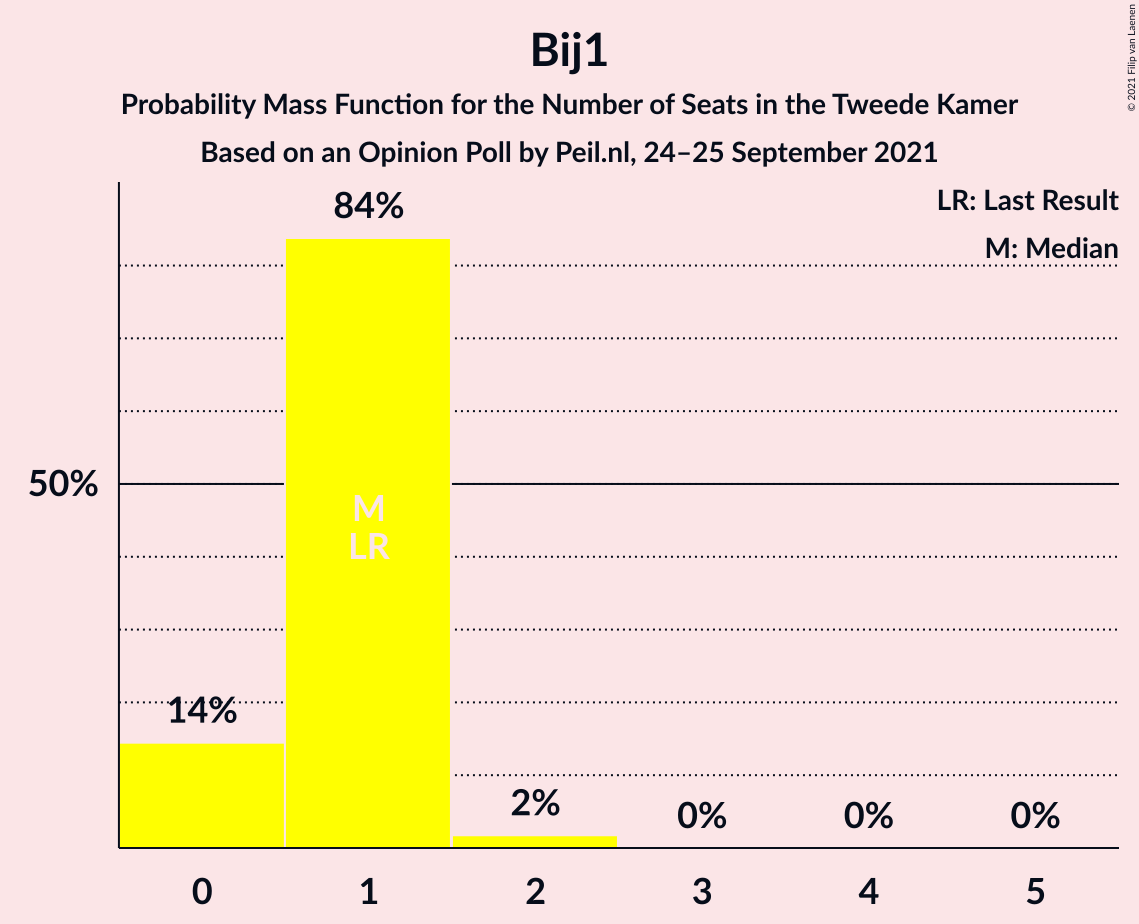 Bij1
Probability Mass Function for the Number of Seats in the Tweede Kamer
Based on an Opinion Poll by Peil.nl, 24–25 September 2021
© 2021 Filip van Laenen
LR: Last Result
M: Median
84%
50%
M
LR
14%
2%
0%
0%
0%
0 1 2 3 4 5